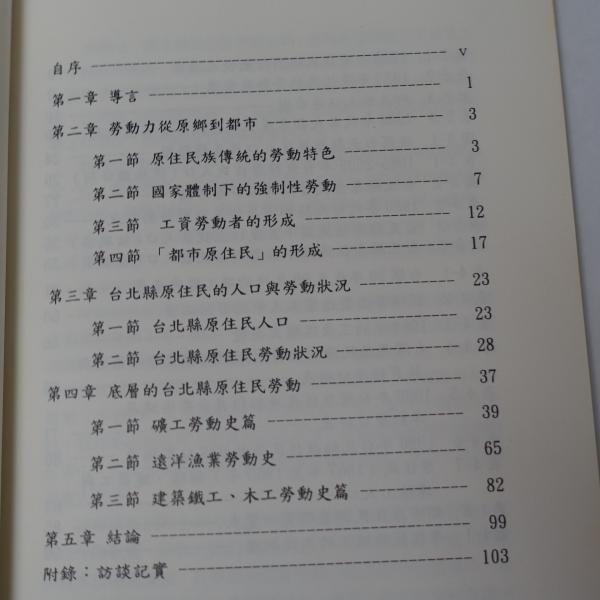 自序 ---------------------------------------- v
第一章 導言 ---------------------------------------- 1
第二章 勞動力從原鄉到都市 ------------------------ 3
第一節 原住民族傳統的勞動特色 -------------- 3
第二節 國家體制下的強制性勞動 -------------- 7
第三節 工資勞動者的形成 ------------------ 12
第四節 「都市原住民」的形成 -------------- 17
第三章 台北縣原住民的人口與勞動狀況 ------------ 23
第一節 台北縣原住民人口 -------------------- 23
第二節 台北縣原住民勞動狀況 -------------- 28
第四章 底層的台北縣原住民勞動 ------------------ 37
第一節 礦工勞動史篇 ------------------------ 39
第二節 遠洋漁業勞動史 ---------------------- 65
第三節 建築鐵工、木工勞動史篇 ------------ 82
第五章 結論 ---------------------------------------- 99
附錄：訪談記實 ------------------------------------ 103